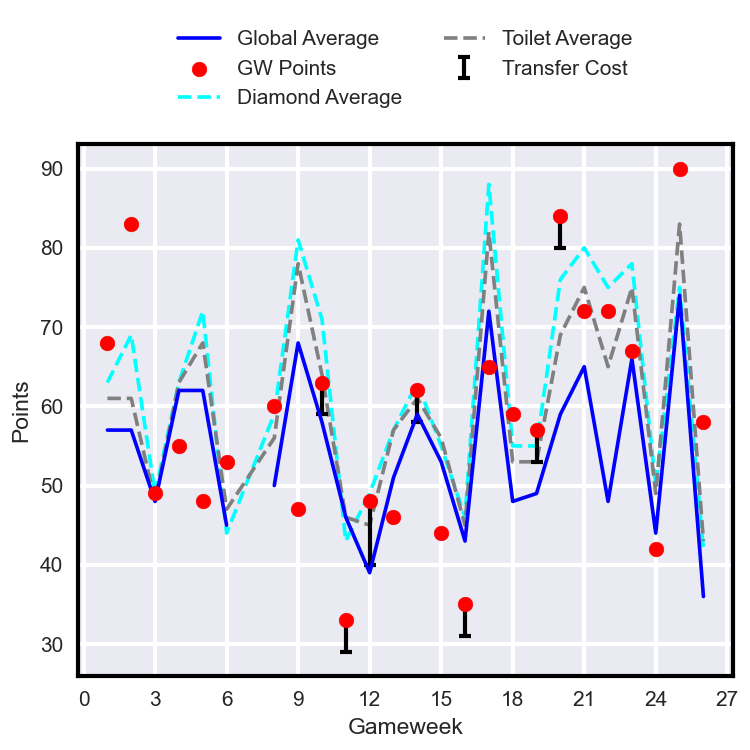 Global Average
GW Points
Diamond Average
Toilet Average
Transfer Cost
Points
90
80
70
60
50
40
30
0 3 6 9 12 15 18 21 24 27
Gameweek